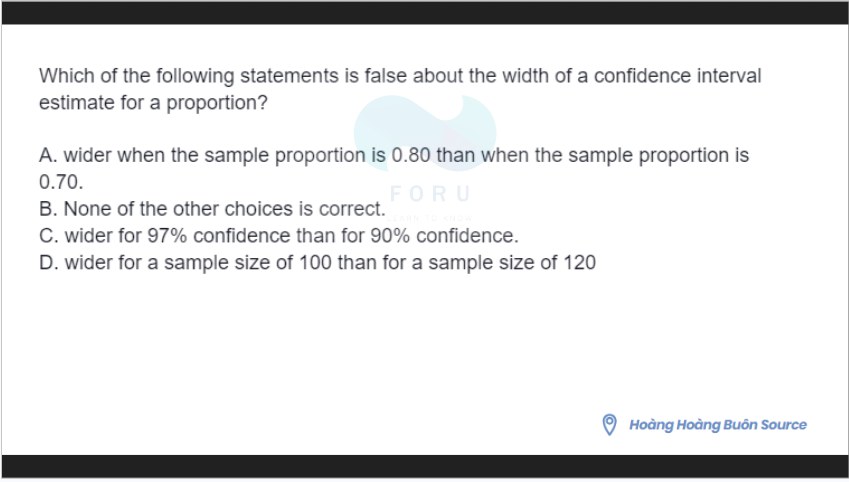 Which of the following statements is false about the width of a confidence interval
estimate for a proportion?
A. wider when the sample proportion is 0.80 than when the sample proportion is
0.70.
FORU
B. None of the other choices is correct.
C. wider for 97% confidence than for 90% confidence.
D. wider for a sample size of 100 than for a sample size of 120
Hoàng Hoàng Buôn Source